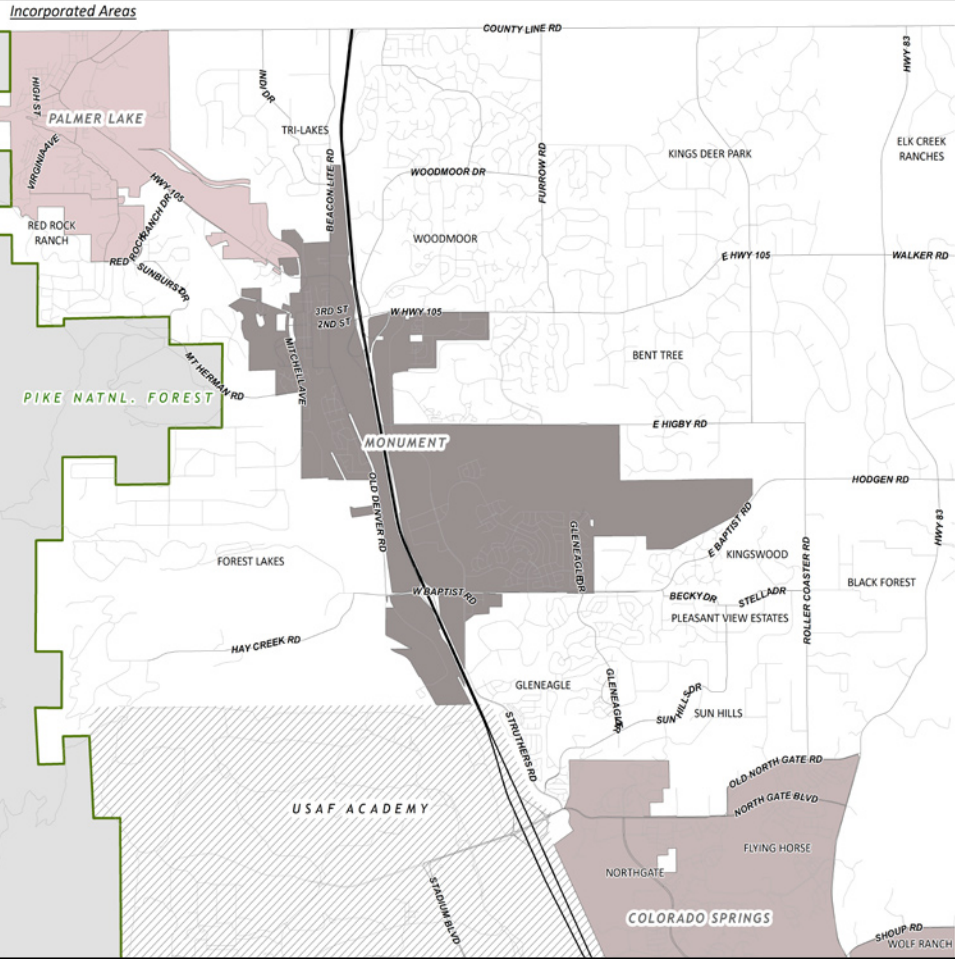 Incorporated Areas
COUNTY LINE RD
HWY 83
HIGH ST
INDI DR
PALMER LAKE
TRI-LAKES
ELK CREEK
RANCHES
KINGS DEER PARK
VIRGINIA AVE
BEACON LITE RD
WOODMOOR DR
FURROW RD
HWY 105
RED ROCK
RANCH
RED ROCK RANCH DR
WOODMOOR
E HWY 105
WALKER RD
SUNBURST DR
3RD ST
2ND ST
W HWY 105
MITCHELL AVE
BENT TREE
MT HERMAN RD
PIKE NATNL. FOREST
E HIGBY RD
MONUMENT
HODGEN RD
OLD DENVER RD
HWY 83
E BAPTIST RD
GLENEAGLE DR
KINGSWOOD
FOREST LAKES
ROLLER COASTER RD
BLACK FOREST
W BAPTIST RD
BECKY DR
STELLA DR
PLEASANT VIEW ESTATES
HAY CREEK RD
GLENEAGLE
GLENEAGLE DR
SUN HILLS DR
SUN HILLS
STRUTHERS RD
OLD NORTH GATE RD
NORTH GATE BLVD
USAF ACADEMY
FLYING HORSE
NORTHGATE
STADIUM BLVD
COLORADO SPRINGS
SHOUP RD
WOLF RANCH